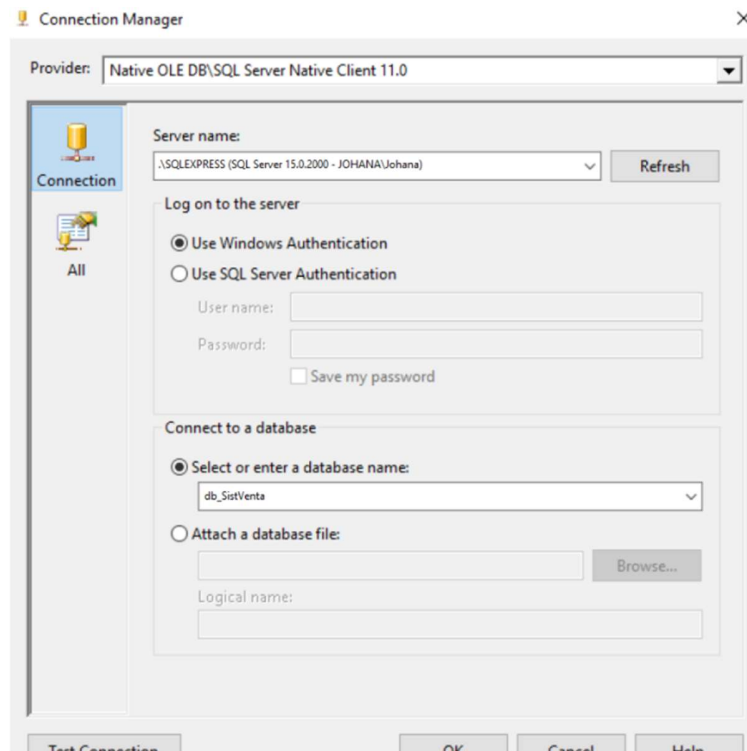 Connection Manager
Provider: Native OLE DB\SQL Server Native Client 11.0
Connection
All
Server name:
.\SQLEXPRESS (SQL Server 15.0.2000 - JOHANA\Johana)
Refresh
Log on to the server
Use Windows Authentication
Use SQL Server Authentication
User name:
Password:
Save my password
Connect to a database
Select or enter a database name:
db_SistVenta
Attach a database file:
Browse...
Logical name:
Test Connection OK Cancel Help